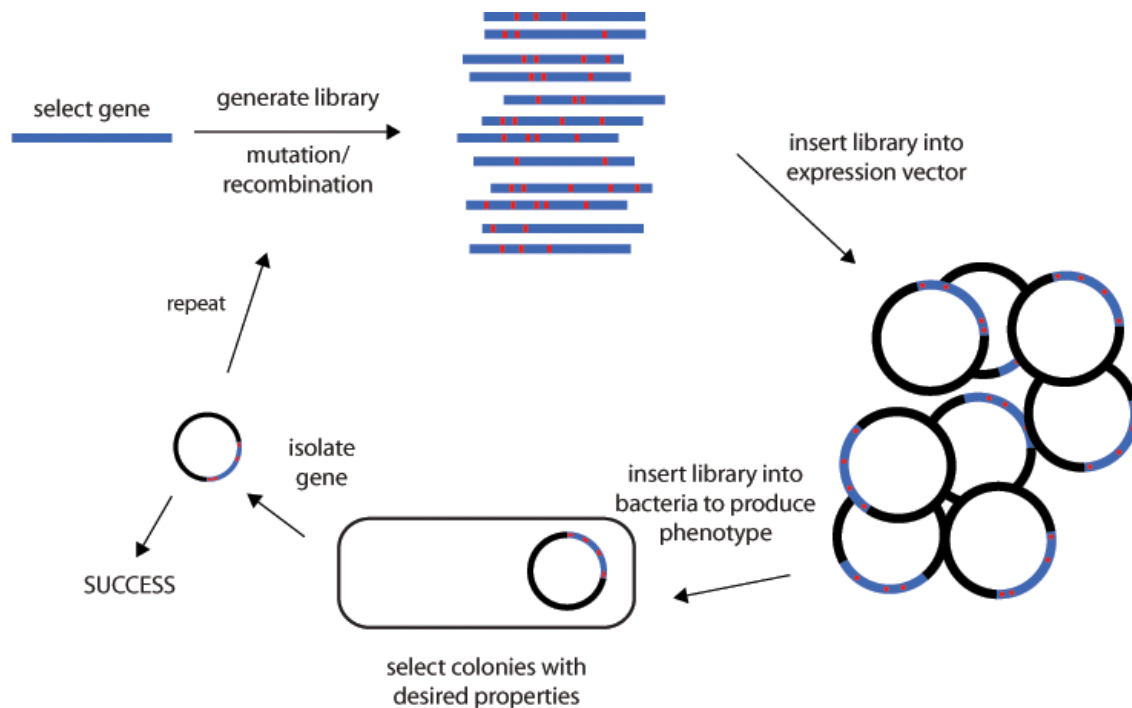 select gene
generate library
mutation/
recombination
insert library into
expression vector
insert library into
bacteria to produce
phenotype
select colonies with
desired properties
isolate
gene
repeat
SUCCESS